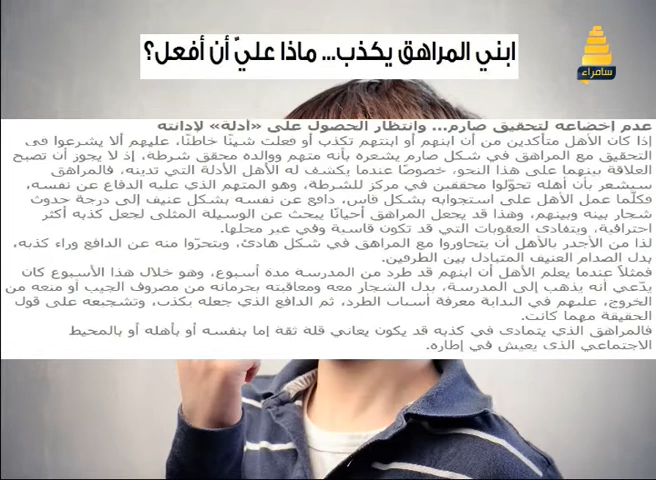 ابني المراهق يكذب... ماذا عليّ أن أفعل؟
سامراء
عدم إخضاعه لتحقيق صارم... وانتظار الحصول على «أدلة» لإدانته
إذا كان الأهل متأكدين من أن ابنهم أو ابنتهم تكذب أو فعلت شيئًا خاطئًا، عليهم ألا يشرعوا في
التحقيق مع المراهق في شكل صارم يشعره بأنه متهم ووالده محقق شرطة، إذ لا يجوز أن تصبح
العلاقة بينهما على هذا النحو، خصوصًا عندما يكشف له الأهل الأدلة التي تدينه، فالمراهق
سيشعر بأن أهله تحوّلوا محققين في مركز للشرطة، وهو المتهم الذي عليه الدفاع عن نفسه،
فكلّما عمل الأهل على استجوابه بشكل قاس، دافع عن نفسه بشكل عنيف إلى درجة حدوث
شجار بينه وبينهم، وهذا قد يجعل المراهق أحيانًا يبحث عن الوسيلة المثلى لجعل كذبه أكثر
احترافية، ويتفادى العقوبات التي قد تكون قاسية وفي غير محلها.
لذا من الأجدر بالأهل أن يتحاوروا مع المراهق في شكل هادئ، ويتحرّوا منه عن الدافع وراء كذبه،
بدل الصدام العنيف المتبادل بين الطرفين.
فمثلاً عندما يعلم الأهل أن ابنهم قد طرد من المدرسة مدة أسبوع، وهو خلال هذا الأسبوع كان
يدّعي أنه يذهب إلى المدرسة، بدل الشجار معه ومعاقبته بحرمانه من مصروف الجيب أو منعه من
الخروج، عليهم في البداية معرفة أسباب الطرد، ثم الدافع الذي جعله يكذب، وتشجيعه على قول
الحقيقة مهما كانت.
فالمراهق الذي يتمادى في كذبه قد يكون يعاني قلة ثقة إما بنفسه أو بأهله أو بالمحيط
الاجتماعي الذي يعيش في إطاره.